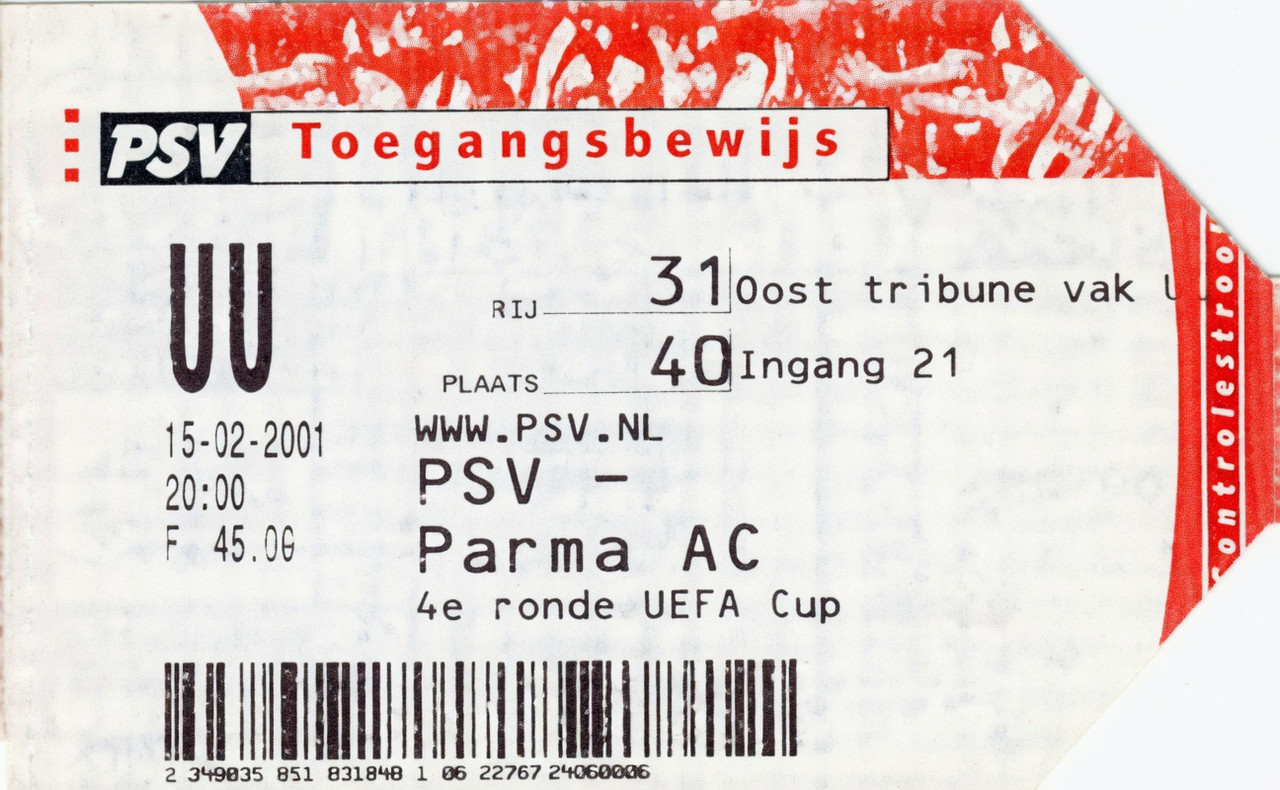 PSV Toegangsbewijs
UU
RIJ 31 Oost tribune vak U
PLAATS 40 Ingang 21
15-02-2001
20:00
F 45.00
WWW.PSV.NL
PSV –
Parma AC
4e ronde UEFA Cup
2 349035 851 831848 1 06 22767 24060006
Controlestrook